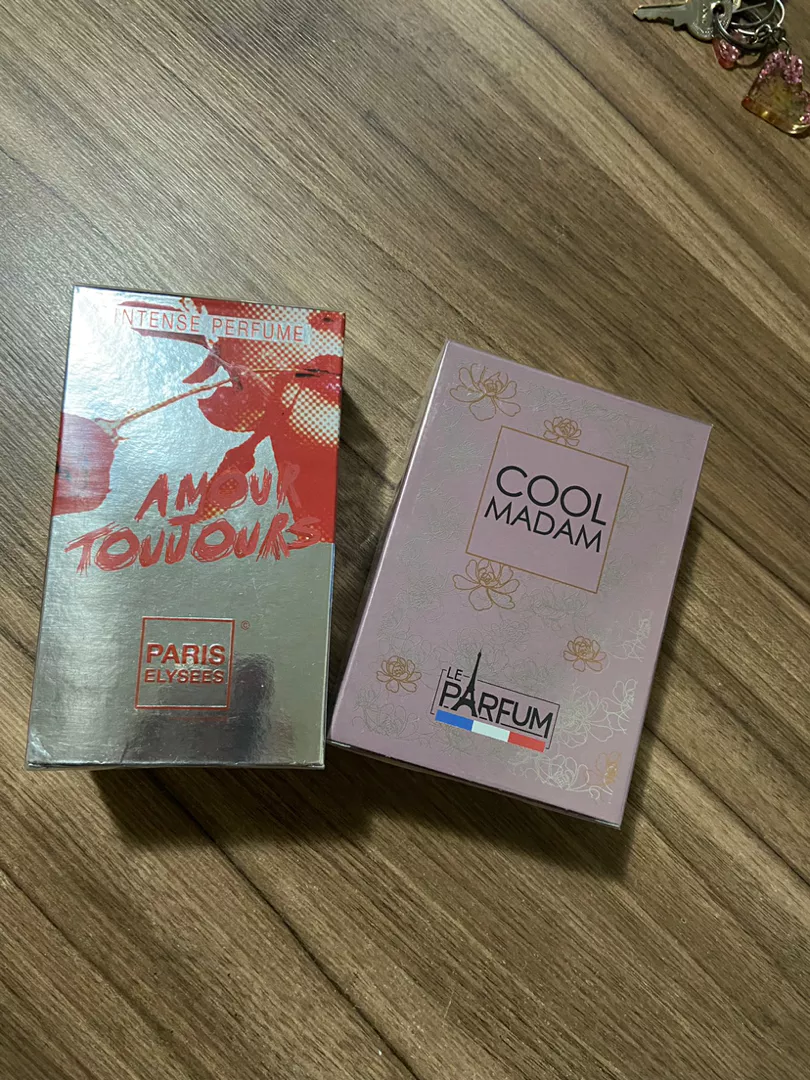 INTENSE PERFUME
AMOUR
TOUJOURS
©
PARIS
ELYSEES
COOL
MADAM
LE
PARFUM